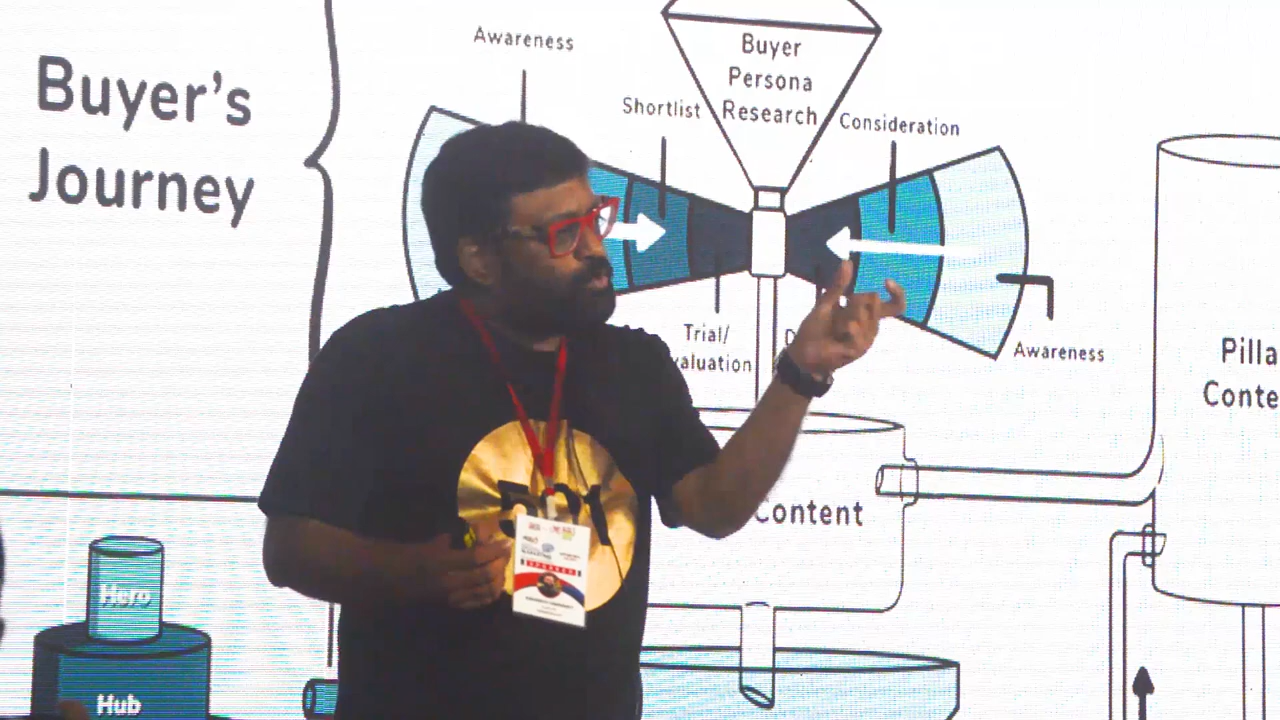 Buyer's
Journey
Awareness
Shortlist
Buyer
Persona
Research
Consideration
Trial/
valuation
D
Awareness
Pilla
Conte
Content
Hero
Hub